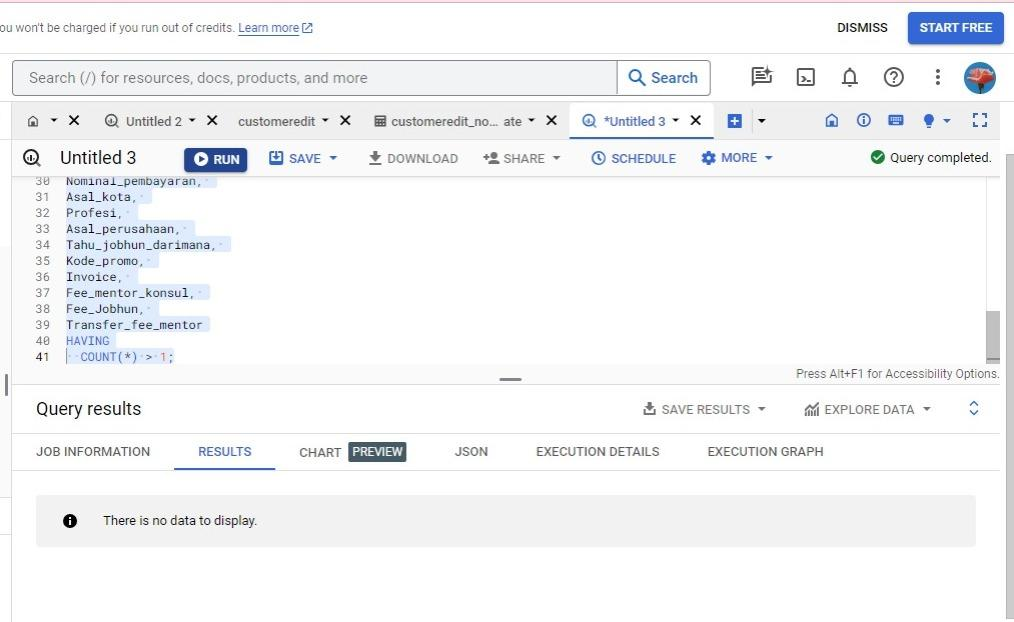 ou won't be charged if you run out of credits. Learn more
DISMISS
START FREE
Search (/) for resources, docs, products, and more
Search
Untitled 2
customeredit
customeredit_no... ate
*Untitled 3
Untitled 3
RUN
SAVE
DOWNLOAD
SHARE
SCHEDULE
MORE
Query completed.
30 Nominal_pembayaran,
31 Asal_kota,
32 Profesi,
33 Asal_perusahaan,
34 Tahu_jobhun_darimana,
35 Kode_promo,
36 Invoice,
37 Fee_mentor_konsul,
38 Fee_Jobhun,
39 Transfer_fee_mentor
40 HAVING
41 COUNT(*) > 1;
Press Alt+F1 for Accessibility Options.
Query results
SAVE RESULTS
EXPLORE DATA
JOB INFORMATION
RESULTS
CHART PREVIEW
JSON
EXECUTION DETAILS
EXECUTION GRAPH
There is no data to display.